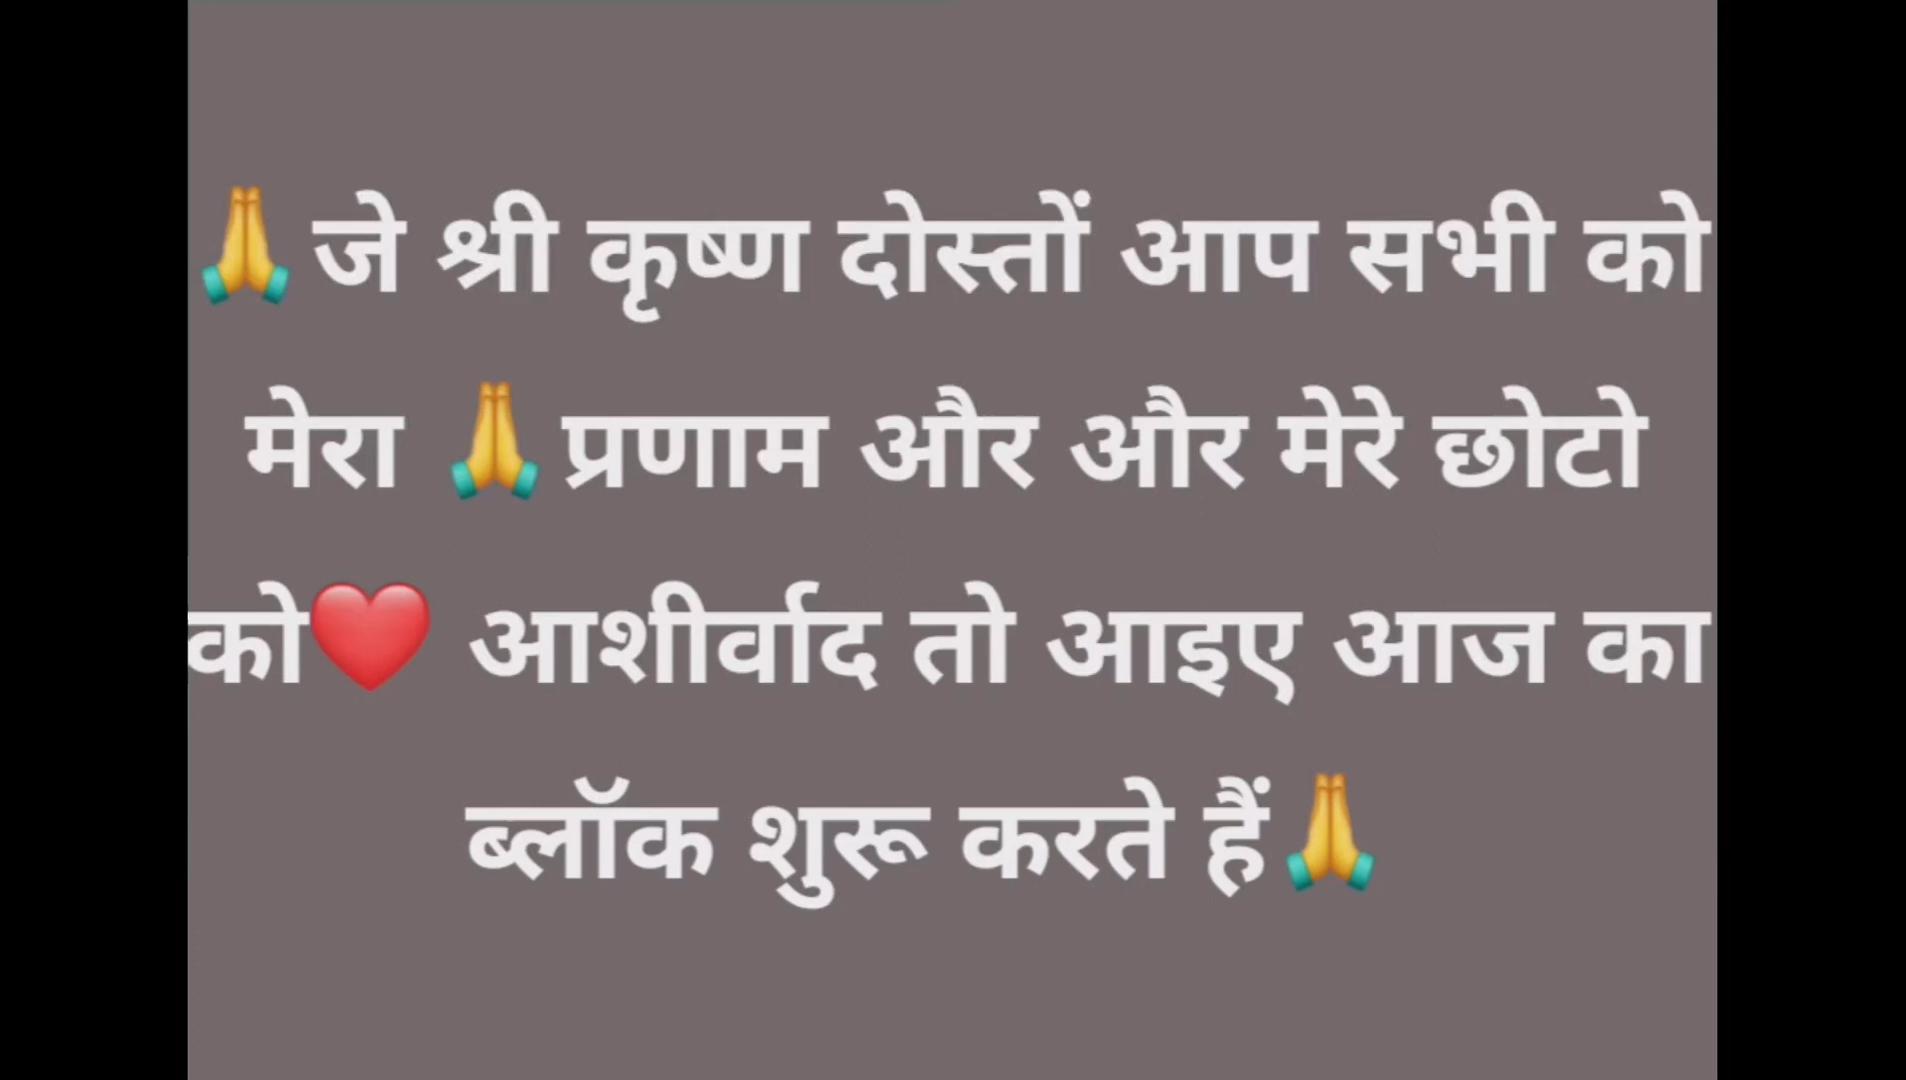 🙏जे श्री कृष्ण दोस्तों आप सभी को
मेरा 🙏प्रणाम और और मेरे छोटो
को❤️ आशीर्वाद तो आइए आज का
ब्लॉक शुरू करते हैं🙏